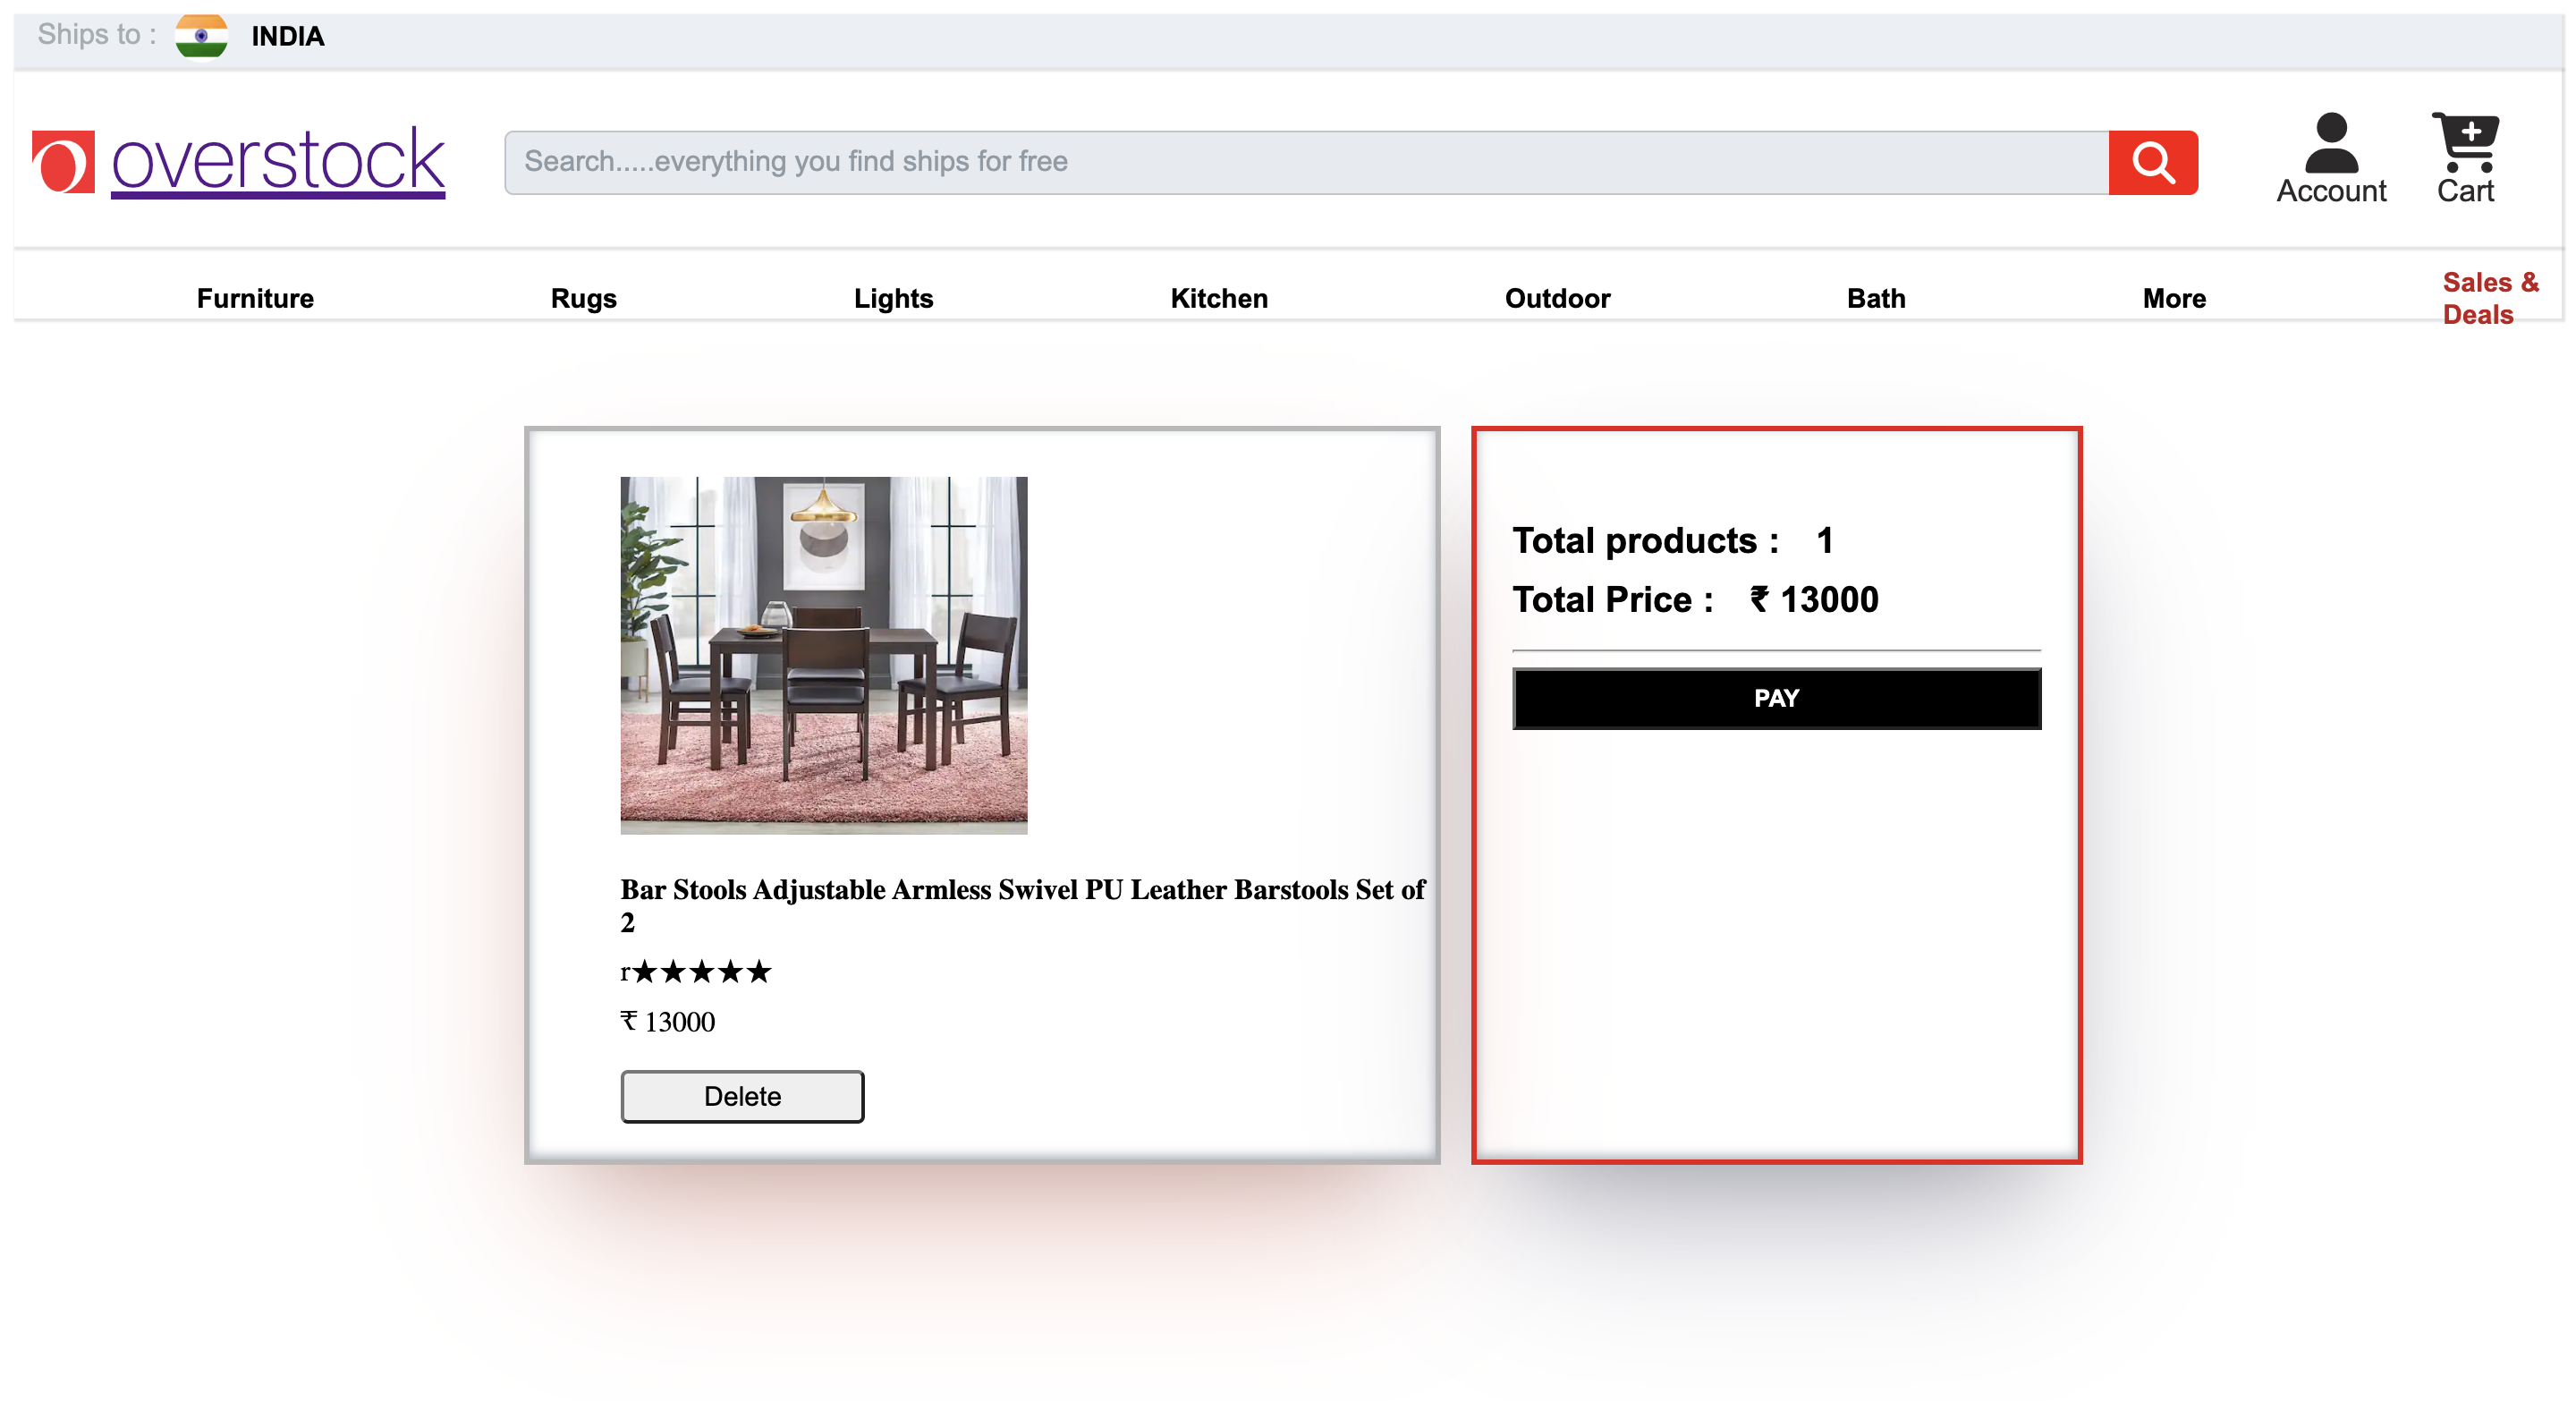 Ships to :
INDIA
overstock
Search.....everything you find ships for free
Account
Cart
Furniture
Rugs
Lights
Kitchen
Outdoor
Bath
More
Sales &
Deals
Bar Stools Adjustable Armless Swivel PU Leather Barstools Set of
2
r★★★★★
₹ 13000
Delete
Total products : 1
Total Price : ₹ 13000
PAY